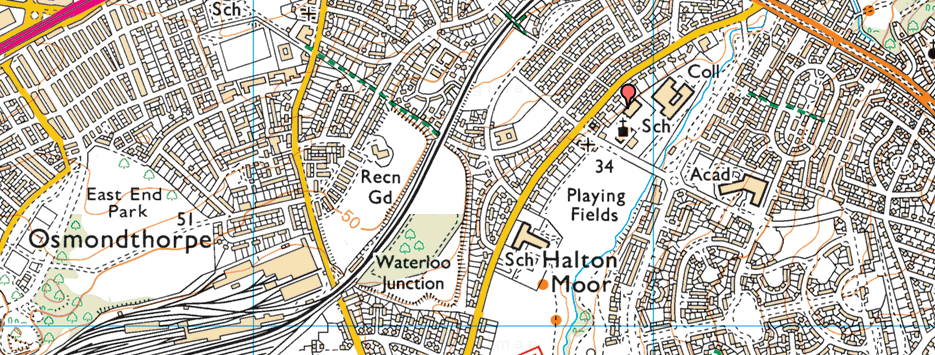 Sch
Coll
Sch
34
Recn
Gd
Acad
East End
Park
51
Playing
Fields
50
Osmondthorpe
Waterloo
Junction
Sch
Halton
Moor